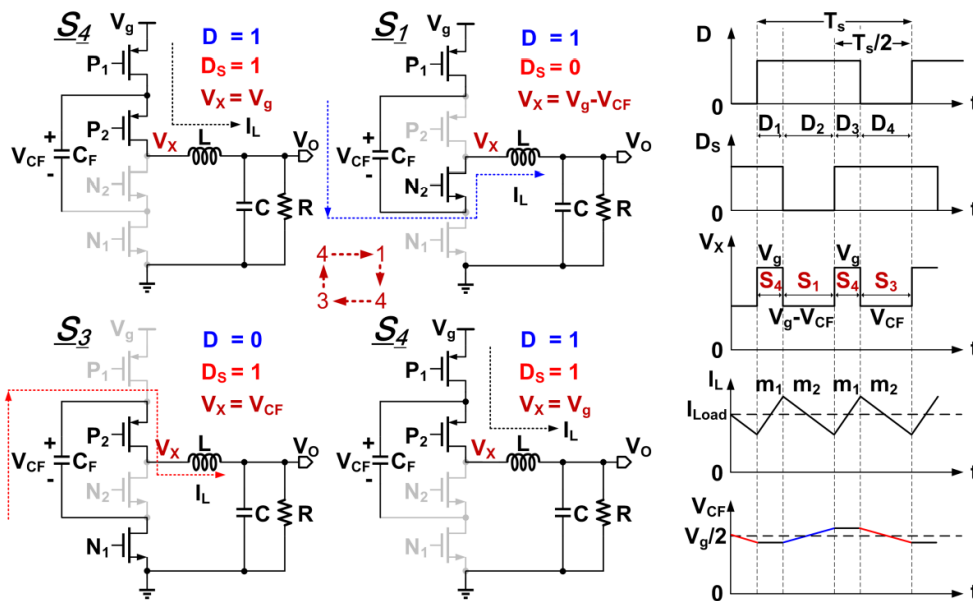 S4
Vg
P1
P2
VCF
+
-
CF
N2
N1
D = 1
DS = 1
VX = Vg
IL
VX
L
VO
C
R
S1
Vg
P1
P2
VCF
+
-
CF
N2
N1
D = 1
DS = 0
VX = Vg-VCF
VX
L
IL
VO
C
R
4 1
3 4
S3
Vg
P1
P2
VCF
+
-
CF
N2
N1
D = 0
DS = 1
VX = VCF
VX
L
IL
VO
C
R
S4
Vg
P1
P2
VCF
+
-
CF
N2
N1
D = 1
DS = 1
VX = Vg
IL
VX
L
VO
C
R
Ts
D
Ts/2
0
t
D1 D2 D3 D4
DS
0
t
VX
Vg Vg
S4 S1 S4 S3
Vg-VCF VCF
0
t
IL
m1 m2 m1 m2
ILoad
0
t
VCF
Vg/2
0
t